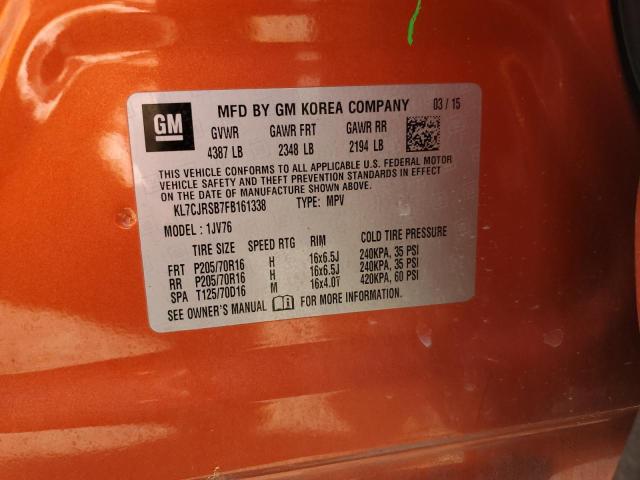 GM
MFD BY GM KOREA COMPANY 03 / 15
GVWR GAWR FRT GAWR RR
4387 LB 2348 LB 2194 LB
THIS VEHICLE CONFORMS TO ALL APPLICABLE U.S. FEDERAL MOTOR
VEHICLE SAFETY AND THEFT PREVENTION STANDARDS IN EFFECT
ON THE DATE OF MANUFACTURE SHOWN ABOVE.
KL7CJRSB7FB161338 TYPE: MPV
MODEL : 1JV76
TIRE SIZE SPEED RTG RIM COLD TIRE PRESSURE
FRT P205/70R16 H 16x6.5J 240KPA, 35 PSI
RR P205/70R16 H 16x6.5J 240KPA, 35 PSI
SPA T125/70D16 M 16x4.0T 420KPA, 60 PSI
SEE OWNER'S MANUAL FOR MORE INFORMATION.